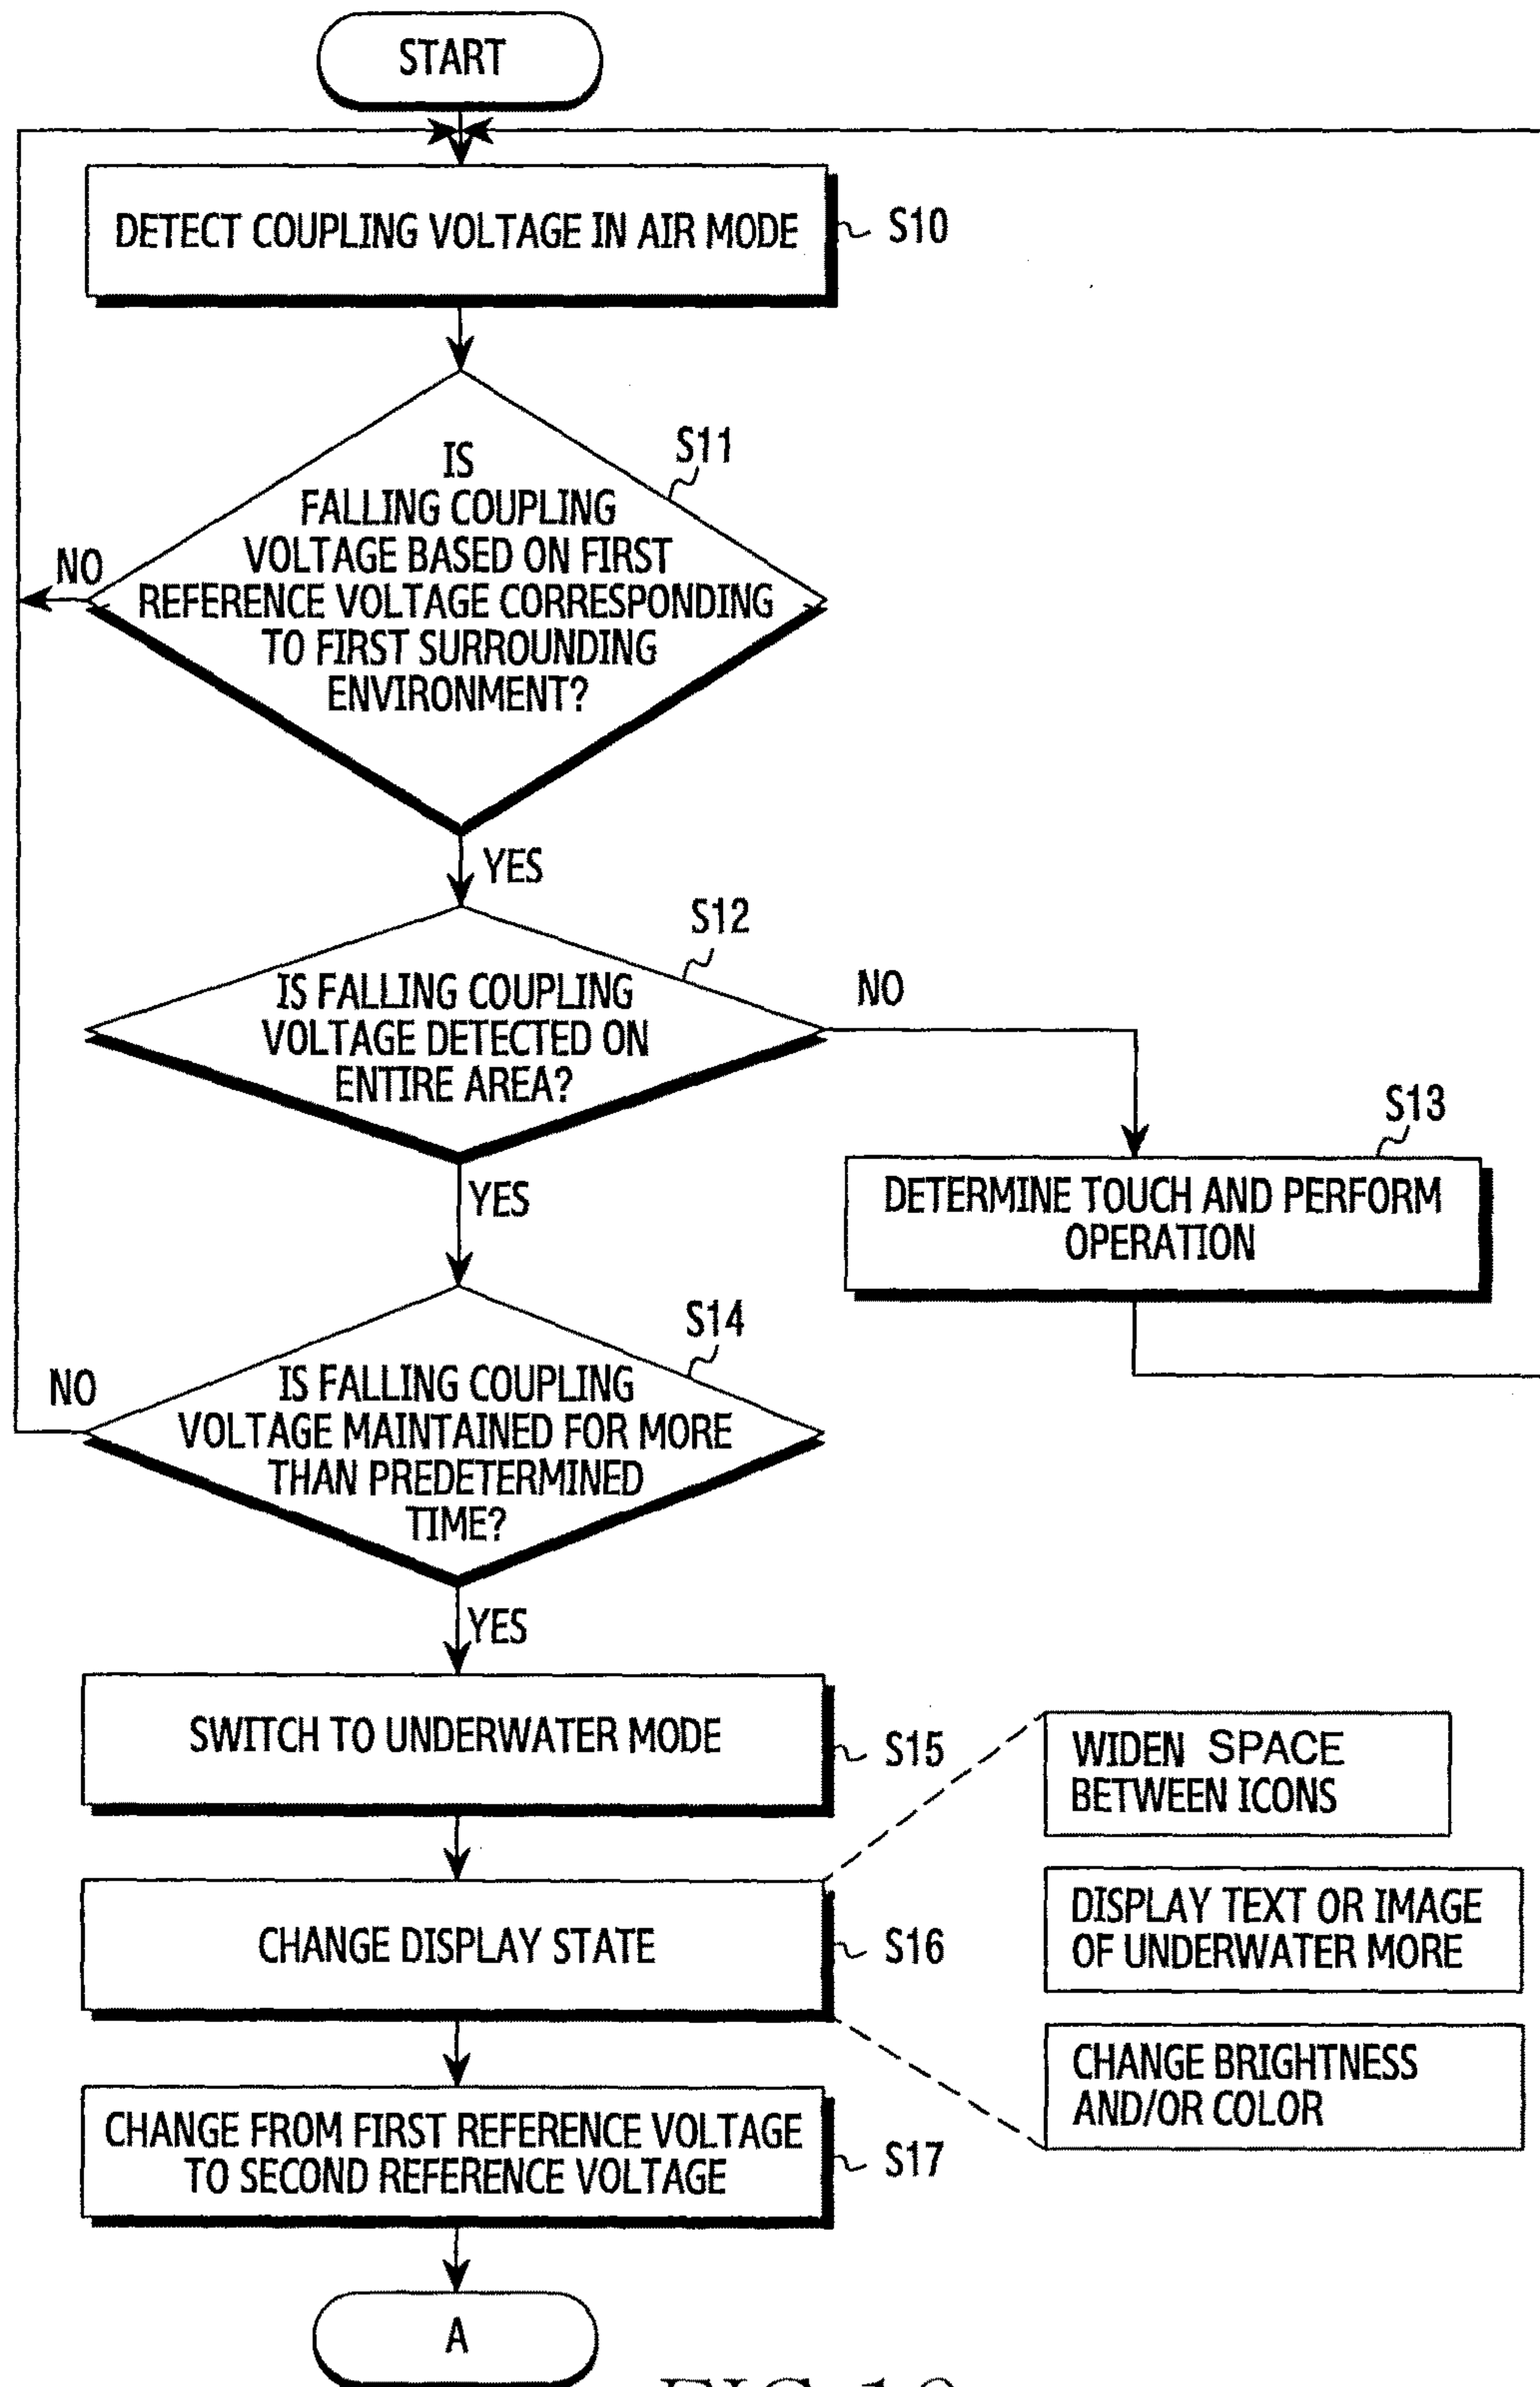 START
DETECT COUPLING VOLTAGE IN AIR MODE
S10
S11
IS
FALLING COUPLING
VOLTAGE BASED ON FIRST
REFERENCE VOLTAGE CORRESPONDING
TO FIRST SURROUNDING
ENVIRONMENT?
NO
YES
S12
IS FALLING COUPLING
VOLTAGE DETECTED ON
ENTIRE AREA?
NO
YES
S13
DETERMINE TOUCH AND PERFORM
OPERATION
S14
IS FALLING COUPLING
VOLTAGE MAINTAINED FOR MORE
THAN PREDETERMINED
TIME?
NO
YES
SWITCH TO UNDERWATER MODE
S15
CHANGE DISPLAY STATE
S16
WIDEN SPACE
BETWEEN ICONS
DISPLAY TEXT OR IMAGE
OF UNDERWATER MORE
CHANGE BRIGHTNESS
AND/OR COLOR
CHANGE FROM FIRST REFERENCE VOLTAGE
TO SECOND REFERENCE VOLTAGE
S17
A